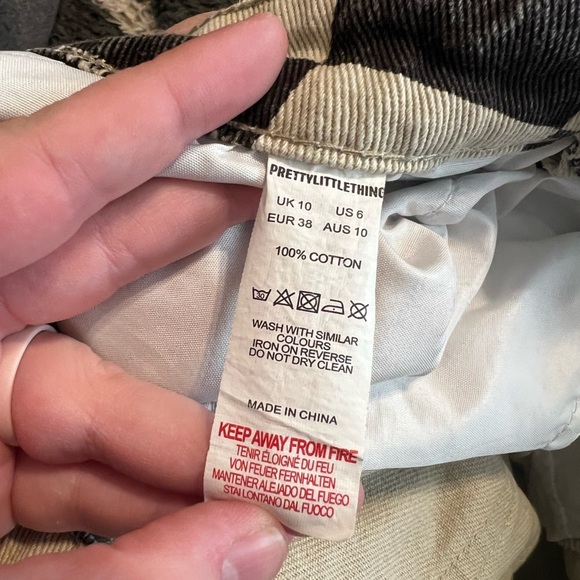 PRETTYLITTLETHING
UK 10 US 6
EUR 38 AUS 10
100% COTTON
WASH WITH SIMILAR
COLOURS
IRON ON REVERSE
DO NOT DRY CLEAN
MADE IN CHINA
KEEP AWAY FROM FIRE
TENIR ÉLOIGNÉ DU FEU
VON FEUER FERNHALTEN
MANTENER ALEJADO DEL FUEGO
STAI LONTANO DAL FUOCO